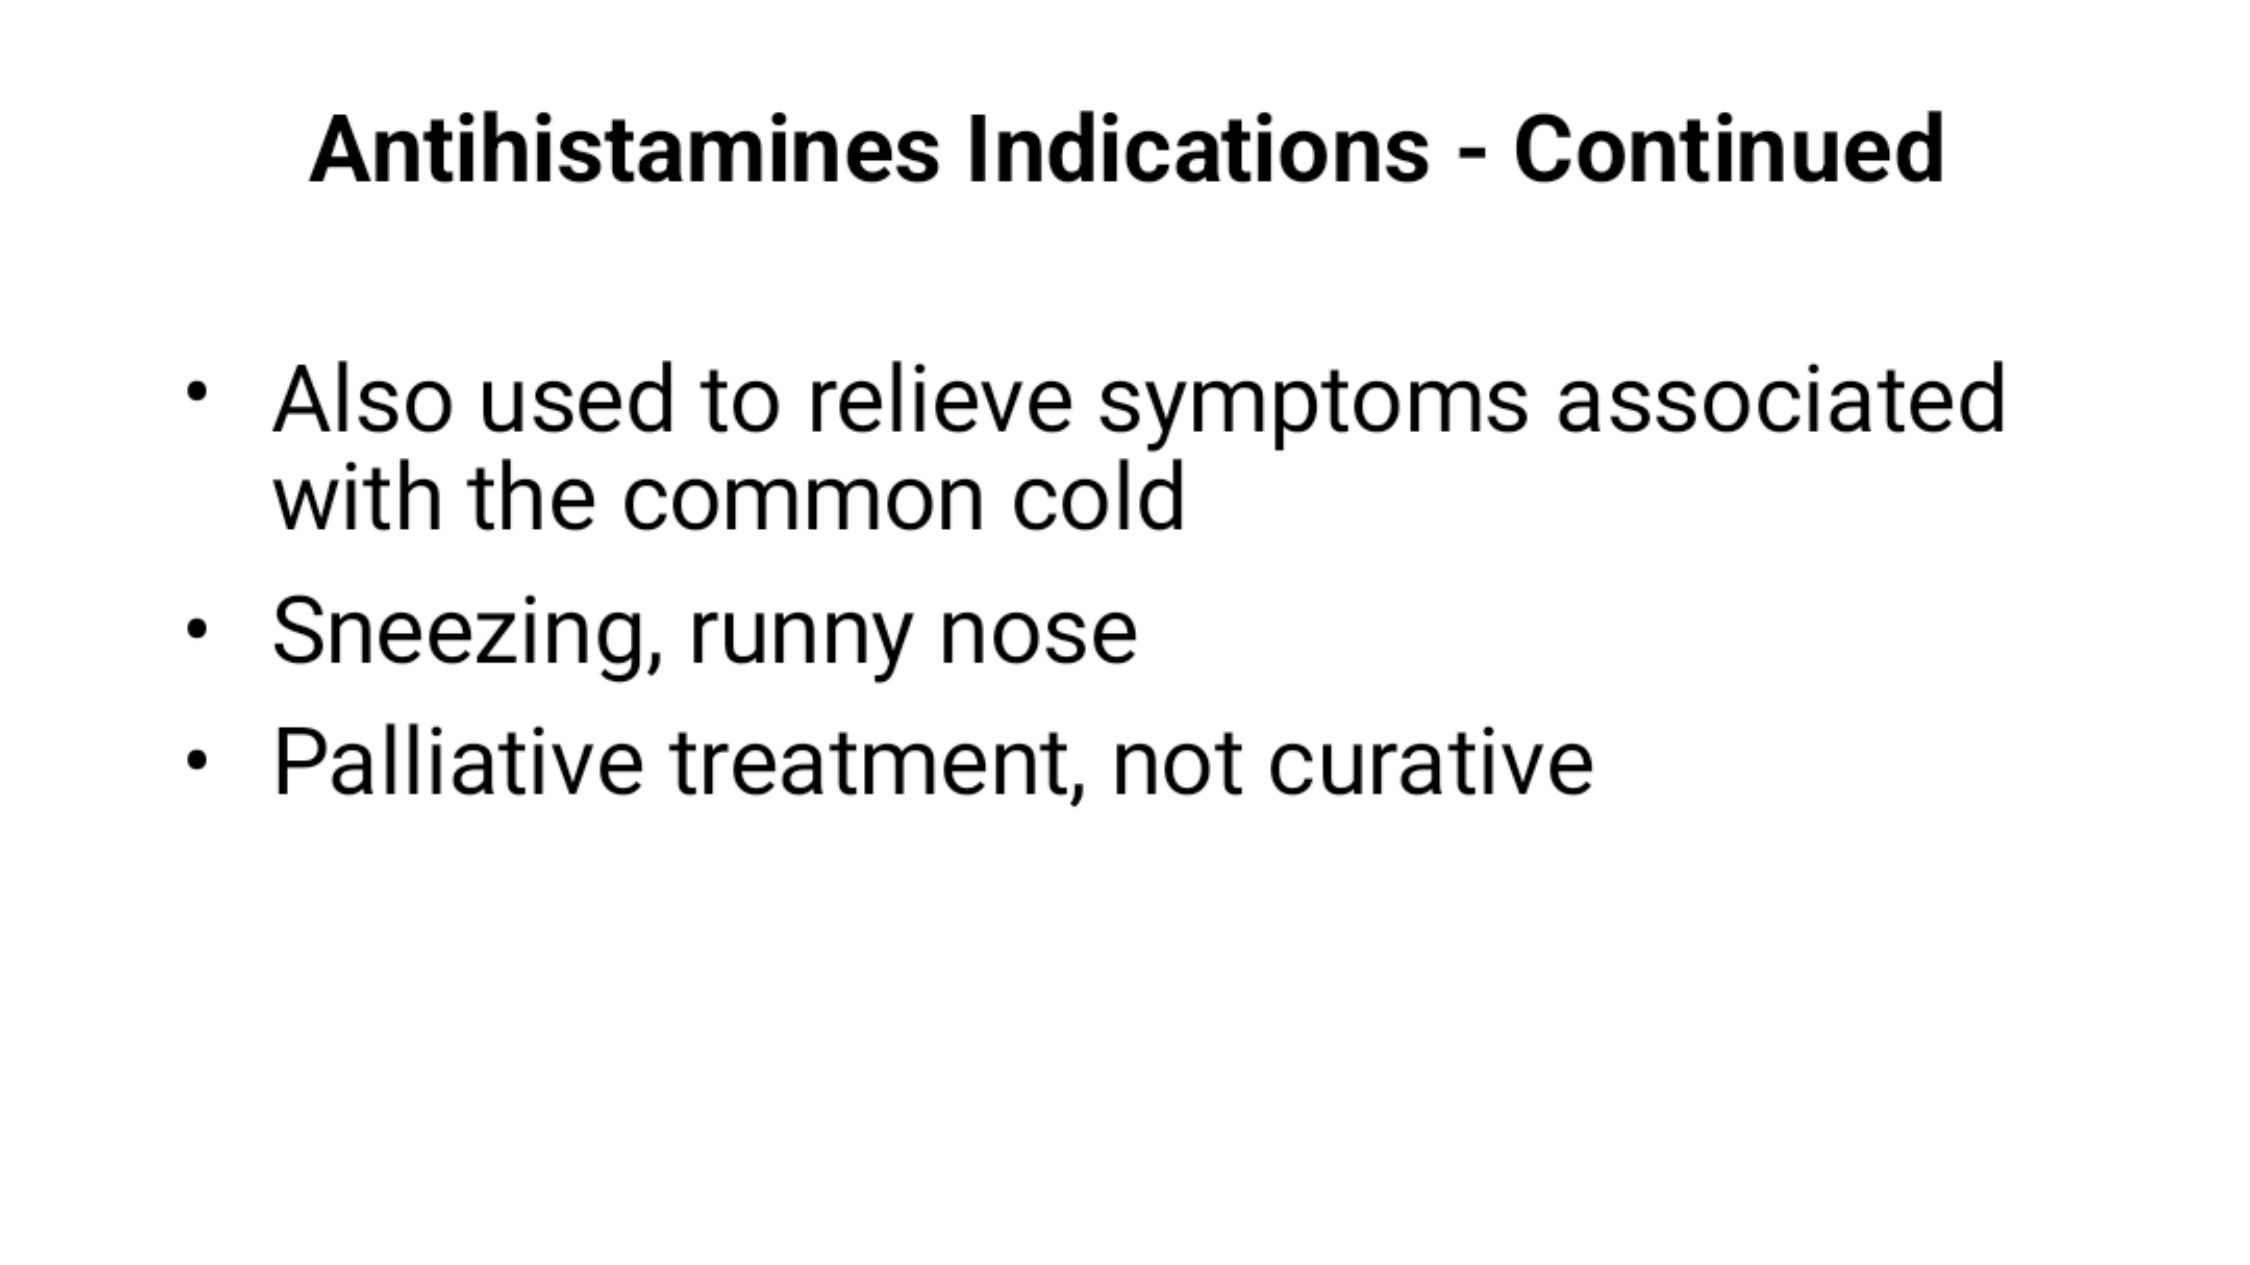 Antihistamines Indications - Continued
• Also used to relieve symptoms associated
with the common cold
• Sneezing, runny nose
• Palliative treatment, not curative